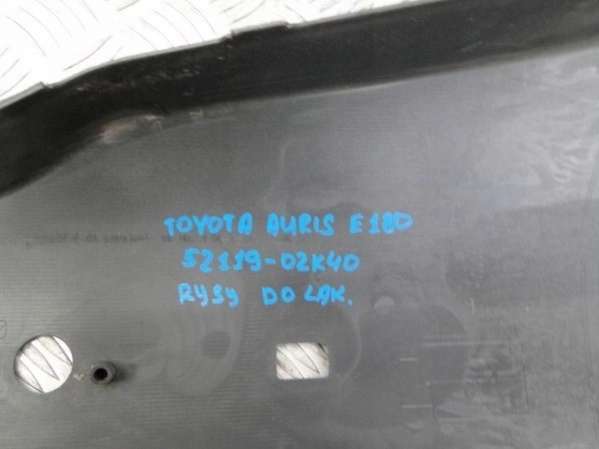 TOYOTA AURIS E180
52119-02K40
RYSY DO LAK.